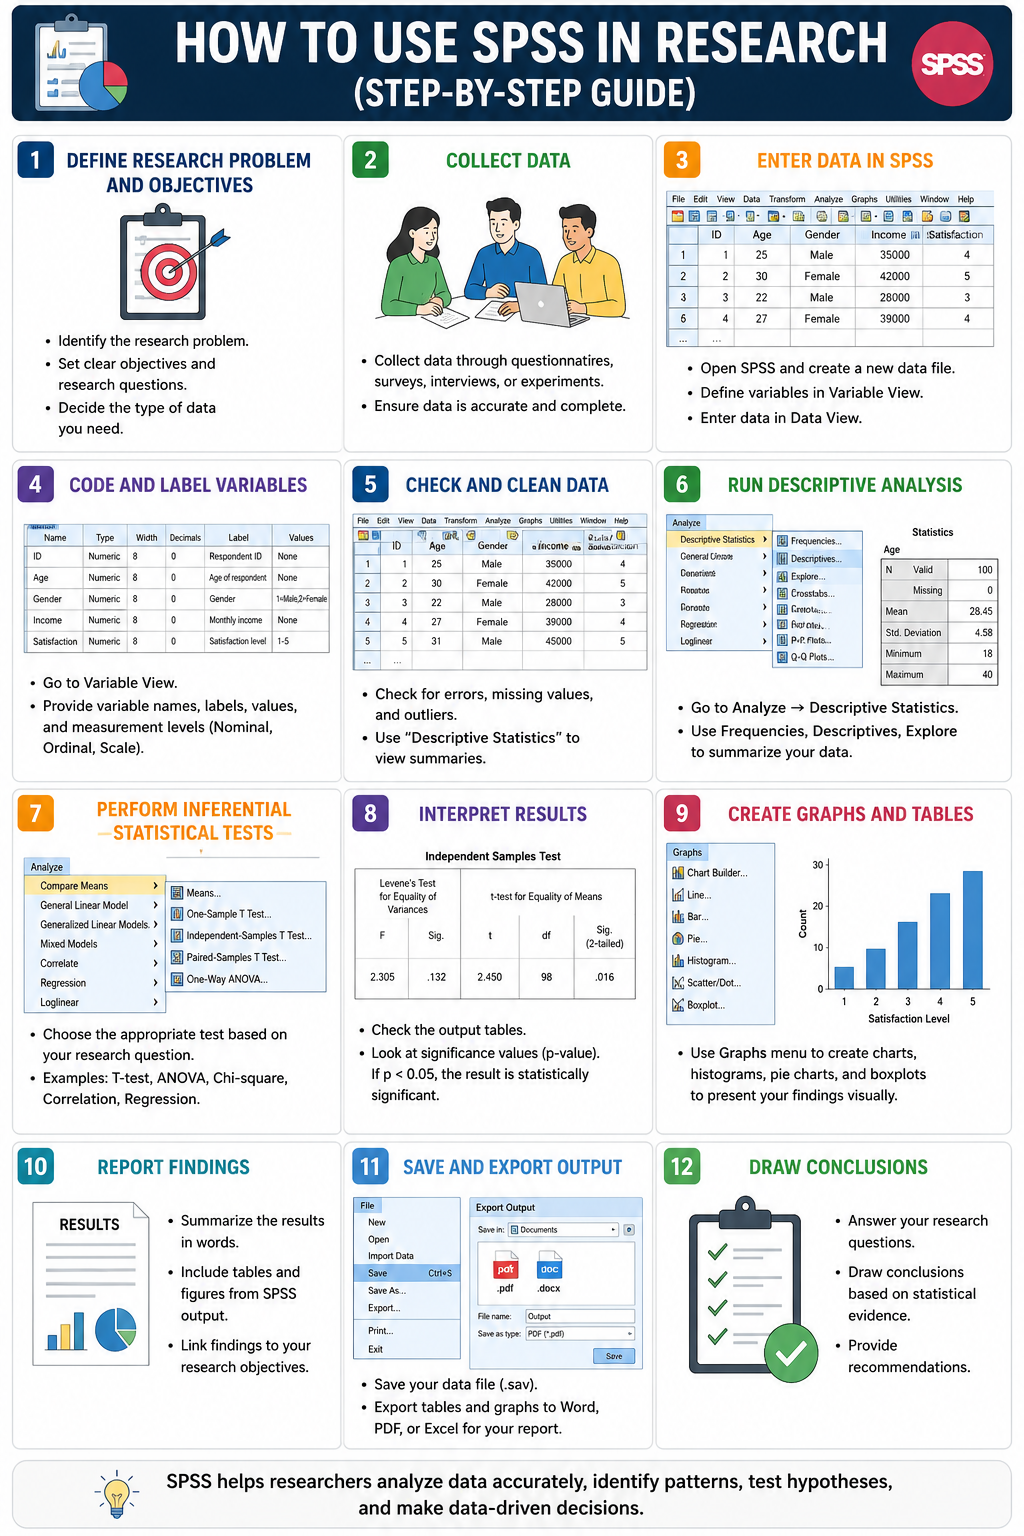 HOW TO USE SPSS IN RESEARCH
(STEP-BY-STEP GUIDE)
SPSS
1 DEFINE RESEARCH PROBLEM
AND OBJECTIVES
• Identify the research problem.
• Set clear objectives and
research questions.
• Decide the type of data
you need.
2 COLLECT DATA
• Collect data through questionnatires,
surveys, interviews, or experiments.
• Ensure data is accurate and complete.
3 ENTER DATA IN SPSS
File Edit View Data Transform Analyze Graphs Utilities Window Help
ID Age Gender Income Satisfaction
1 1 25 Male 35000 4
2 2 30 Female 42000 5
3 3 22 Male 28000 3
6 4 27 Female 39000 4
... ...
• Open SPSS and create a new data file.
• Define variables in Variable View.
• Enter data in Data View.
4 CODE AND LABEL VARIABLES
Name Type Width Decimals Label Values
ID Numeric 8 0 Respondent ID None
Age Numeric 8 0 Age of respondent None
Gender Numeric 8 0 Gender 1=Male,2=Female
Income Numeric 8 0 Monthly income None
Satisfaction Numeric 8 0 Satisfaction level 1-5
• Go to Variable View.
• Provide variable names, labels, values,
and measurement levels (Nominal,
Ordinal, Scale).
5 CHECK AND CLEAN DATA
File Edit View Data Transform Analyze Graphs Utilities Window Help
ID Age Gender Income
1 1 25 Male 35000 4
2 2 30 Female 42000 5
3 3 22 Male 28000 3
4 4 27 Female 39000 4
5 5 31 Male 45000 5
... ...
• Check for errors, missing values,
and outliers.
• Use “Descriptive Statistics” to
view summaries.
6 RUN DESCRIPTIVE ANALYSIS
Analyze
Descriptive Statistics ›
General
Regression ›
Loglinear ›
Frequencies...
Descriptives...
Explore...
Crosstabs...
P-P Plots...
Q-Q Plots...
Statistics
Age
N Valid 100
Missing 0
Mean 28.45
Std. Deviation 4.58
Minimum 18
Maximum 40
• Go to Analyze → Descriptive Statistics.
• Use Frequencies, Descriptives, Explore
to summarize your data.
7 PERFORM INFERENTIAL
STATISTICAL TESTS
Analyze
Compare Means ›
General Linear Model ›
Generalized Linear Models. ›
Mixed Models ›
Correlate ›
Regression ›
Loglinear ›
Means...
One-Sample T Test...
Independent-Samples T Test...
Paired-Samples T Test...
One-Way ANOVA...
• Choose the appropriate test based on
your research question.
• Examples: T-test, ANOVA, Chi-square,
Correlation, Regression.
8 INTERPRET RESULTS
Independent Samples Test
Levene's Test
for Equality of
Variances
t-test for Equality of Means
F Sig. t df Sig.
(2-tailed)
2.305 .132 2.450 98 .016
• Check the output tables.
• Look at significance values (p-value).
If p < 0.05, the result is statistically
significant.
9 CREATE GRAPHS AND TABLES
Graphs
Chart Builder...
Line...
Bar...
Pie...
Histogram...
Scatter/Dot...
Boxplot...
Count
30
20
10
0
1 2 3 4 5
Satisfaction Level
• Use Graphs menu to create charts,
histograms, pie charts, and boxplots
to present your findings visually.
10 REPORT FINDINGS
RESULTS
• Summarize the results
in words.
• Include tables and
figures from SPSS
output.
• Link findings to your
research objectives.
11 SAVE AND EXPORT OUTPUT
File
New
Open
Import Data
Save Ctrl+S
Save As...
Export...
Print...
Exit
Export Output
Save in: Documents
pdf
doc
.pdf .docx
File name: Output
Save as type: PDF (*.pdf)
Save
• Save your data file (.sav).
• Export tables and graphs to Word,
PDF, or Excel for your report.
12 DRAW CONCLUSIONS
• Answer your research
questions.
• Draw conclusions
based on statistical
evidence.
• Provide
recommendations.
SPSS helps researchers analyze data accurately, identify patterns, test hypotheses,
and make data-driven decisions.